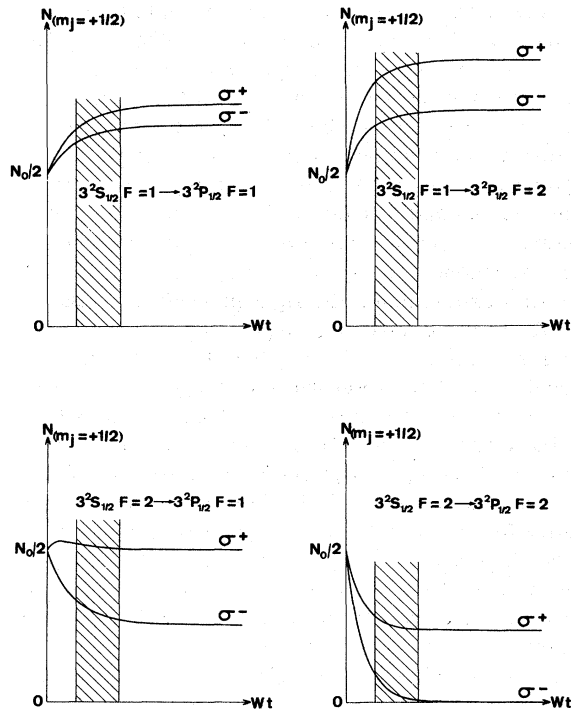 N(mj=+1/2)
σ+
σ−
N₀/2
3²S₁/₂ F=1→3²P₁/₂ F=1
0
Wt
N(mj=+1/2)
σ+
σ−
N₀/2
3²S₁/₂ F=1→3²P₁/₂ F=2
0
Wt
N(mj=+1/2)
3²S₁/₂ F=2→3²P₁/₂ F=1
N₀/2
σ+
σ−
0
Wt
N(mj=+1/2)
3²S₁/₂ F=2→3²P₁/₂ F=2
N₀/2
σ+
σ−
0
Wt